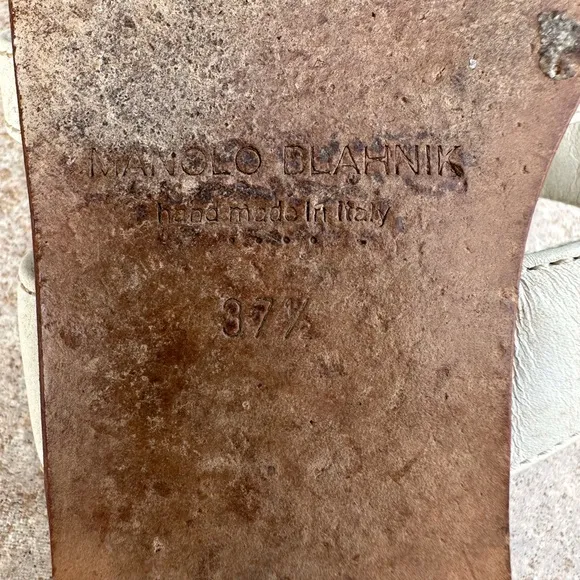 MANOLO BLAHNIK
hand made in Italy
37½